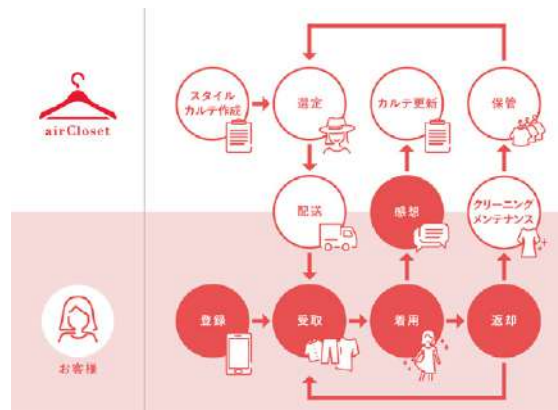 スタイル
カルテ作成
選定
カルテ更新
保管
airCloset
配送
感想
クリーニング
メンテナンス
登録
受取
着用
返却
お客様